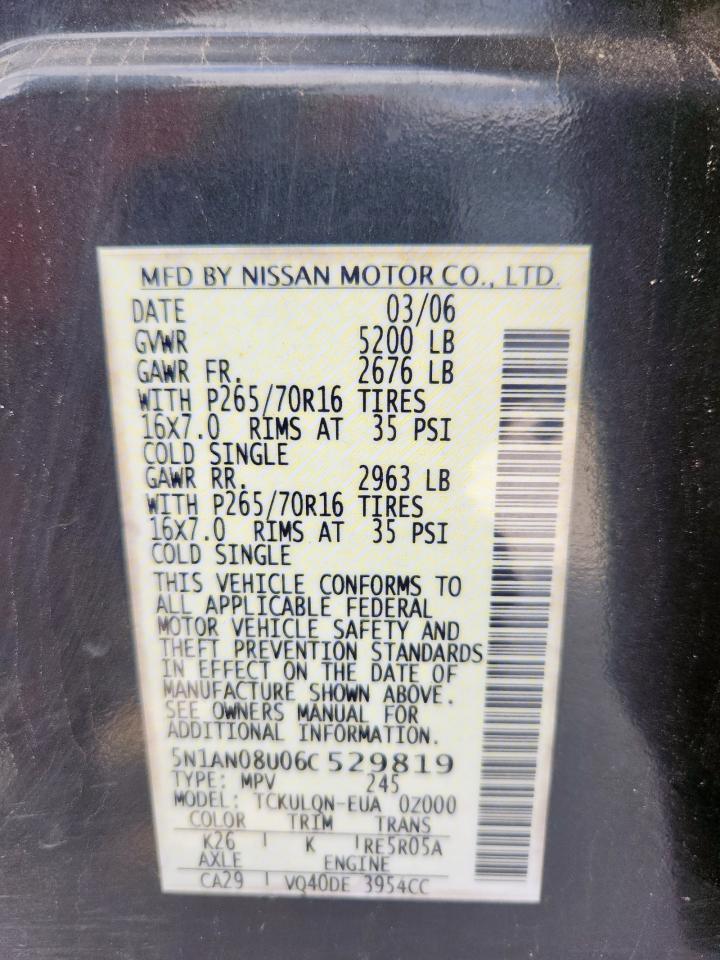 MFD BY NISSAN MOTOR CO., LTD.
DATE 03/06
GVWR 5200 LB
GAWR FR. 2676 LB
WITH P265/70R16 TIRES
16X7.0 RIMS AT 35 PSI
COLD SINGLE
GAWR RR. 2963 LB
WITH P265/70R16 TIRES
16X7.0 RIMS AT 35 PSI
COLD SINGLE
THIS VEHICLE CONFORMS TO
ALL APPLICABLE FEDERAL
MOTOR VEHICLE SAFETY AND
THEFT PREVENTION STANDARDS
IN EFFECT ON THE DATE OF
MANUFACTURE SHOWN ABOVE.
SEE OWNERS MANUAL FOR
ADDITIONAL INFORMATION.
5N1AN08U06C 529819
TYPE: MPV 245
MODEL: TCKULQN-EUA 0Z000
COLOR TRIM TRANS
K26 K RE5R05A
AXLE ENGINE
CA29 VQ40DE 3954CC